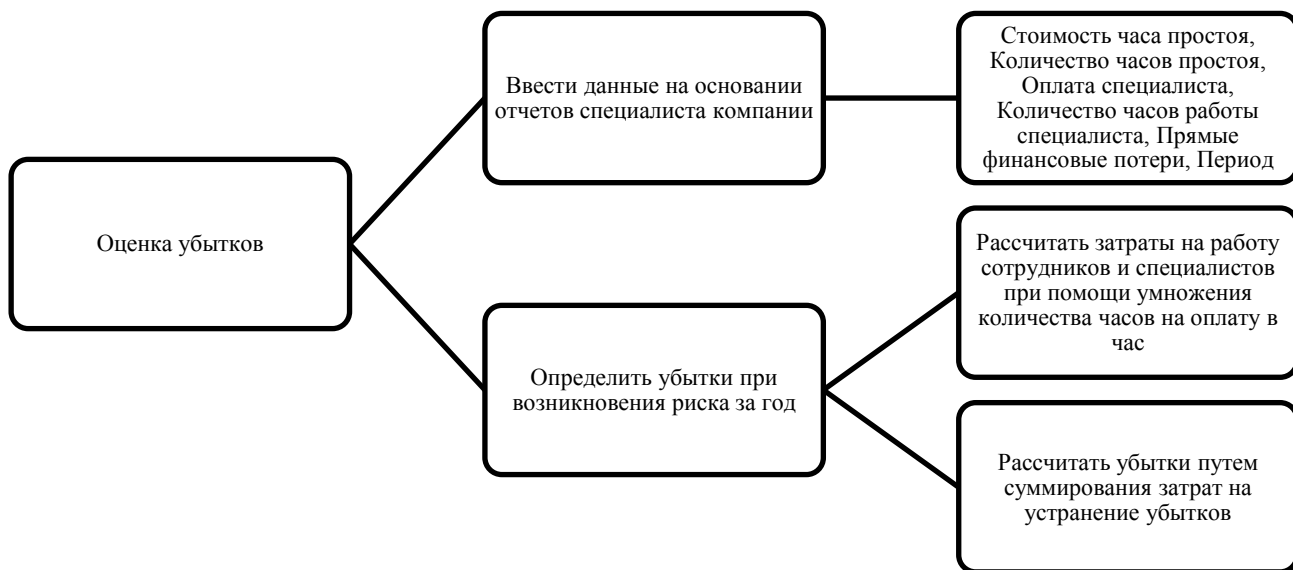 Оценка убытков
Ввести данные на основании
отчетов специалиста компании
Стоимость часа простоя,
Количество часов простоя,
Оплата специалиста,
Количество часов работы
специалиста, Прямые
финансовые потери, Период
Определить убытки при
возникновения риска за год
Рассчитать затраты на работу
сотрудников и специалистов
при помощи умножения
количества часов на оплату в
час
Рассчитать убытки путем
суммирования затрат на
устранение убытков